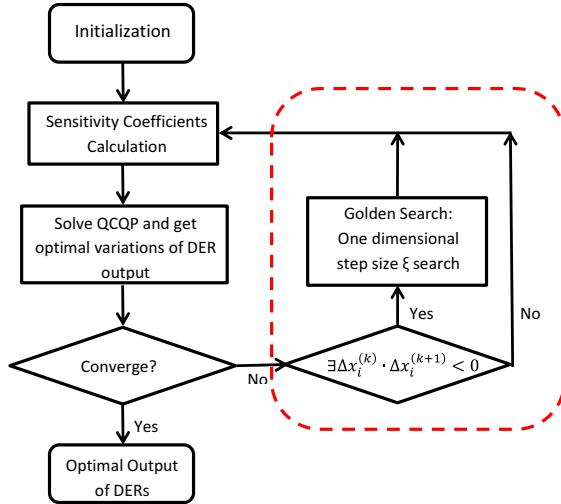 Initialization
Sensitivity Coefficients
Calculation
Solve QCQP and get
optimal variations of DER
output
Converge?
No
Yes
Optimal Output
of DERs
Golden Search:
One dimensional
step size ξ search
Yes
No
∃Δx_i^{(k)} · Δx_i^{(k+1)} < 0